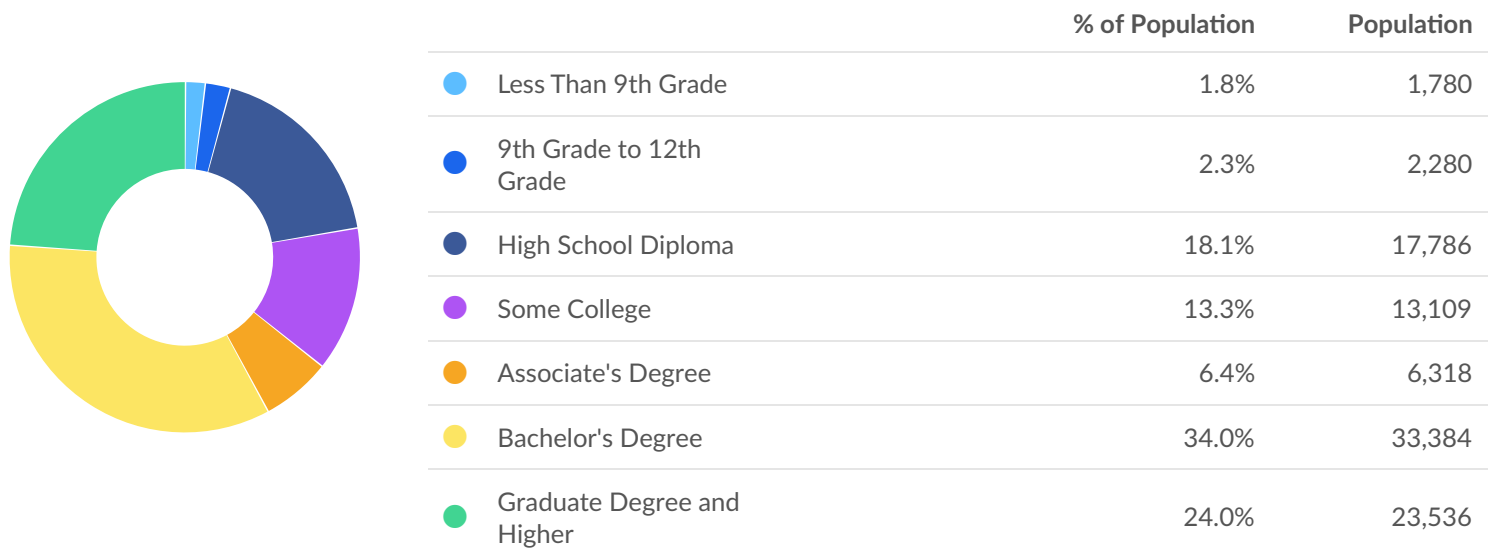 % of Population Population
Less Than 9th Grade 1.8% 1,780
9th Grade to 12th
Grade 2.3% 2,280
High School Diploma 18.1% 17,786
Some College 13.3% 13,109
Associate's Degree 6.4% 6,318
Bachelor's Degree 34.0% 33,384
Graduate Degree and
Higher 24.0% 23,536